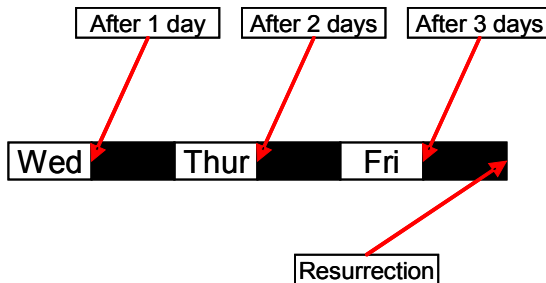 After 1 day
After 2 days
After 3 days
Wed
Thur
Fri
Resurrection